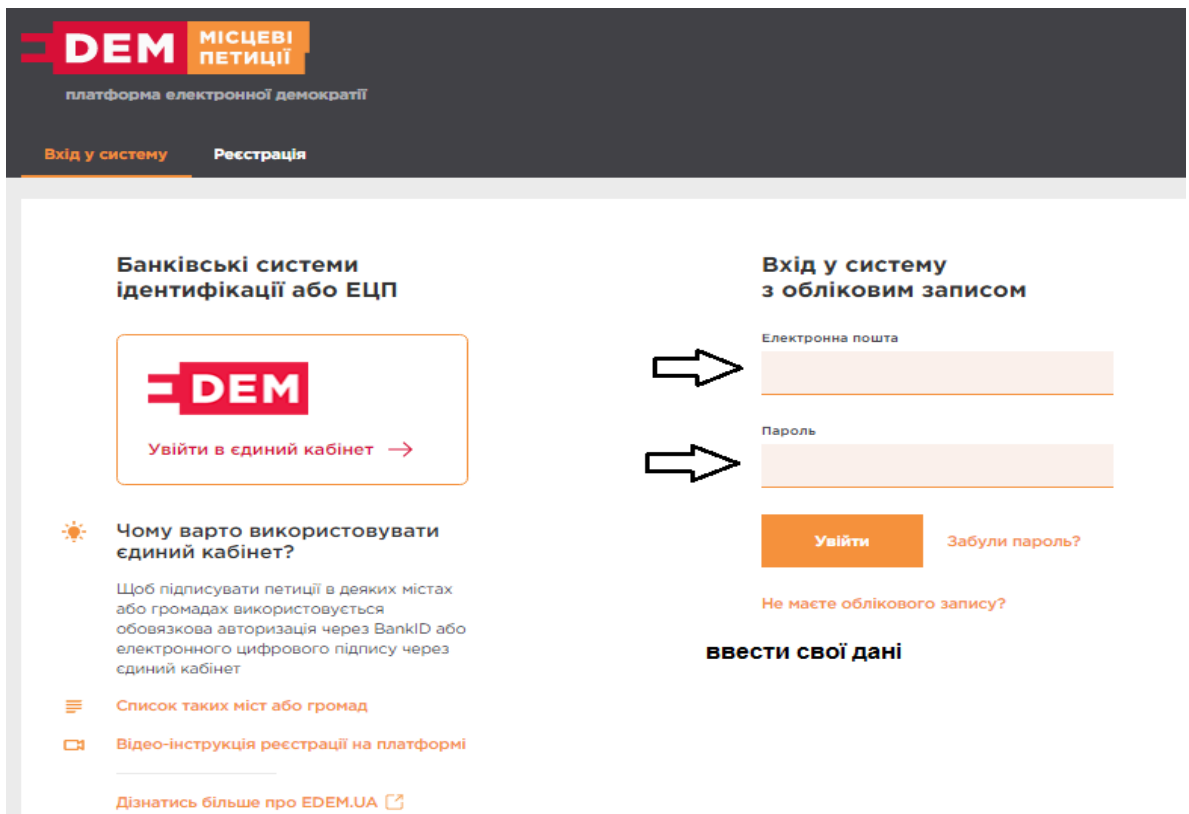 EDEM МІСЦЕВІ
ПЕТИЦІЇ
платформа електронної демократії
Вхід у систему Реєстрація
Банківські системи
ідентифікації або ЕЦП
EDEM
Увійти в єдиний кабінет →
Чому варто використовувати
єдиний кабінет?
Щоб підписувати петиції в деяких містах
або громадах використовується
обовязкова авторизація через BankID або
електронного цифрового підпису через
єдиний кабінет
Список таких міст або громад
Відео-інструкція реєстрації на платформі
Дізнатись більше про EDEM.UA
Вхід у систему
з обліковим записом
Електронна пошта
Пароль
Увійти Забули пароль?
Не маєте облікового запису?
ввести свої дані